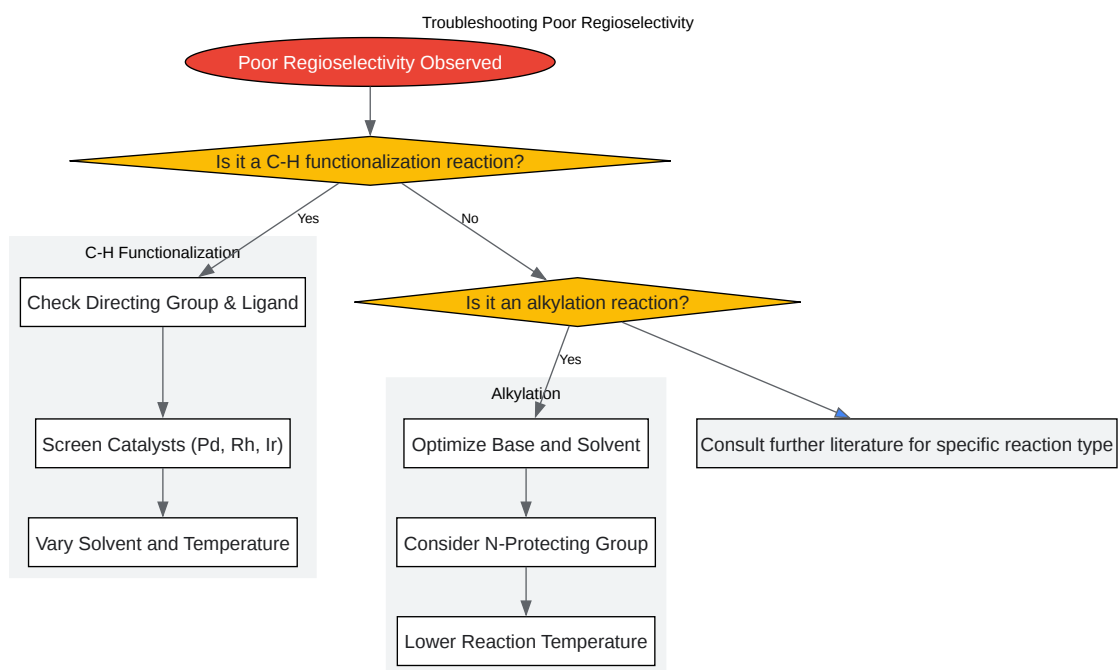 Troubleshooting Poor Regioselectivity
Poor Regioselectivity Observed
Is it a C-H functionalization reaction?
Yes
No
C-H Functionalization
Check Directing Group & Ligand
Is it an alkylation reaction?
Yes
Alkylation
Screen Catalysts (Pd, Rh, Ir)
Optimize Base and Solvent
Consult further literature for specific reaction type
Vary Solvent and Temperature
Consider N-Protecting Group
Lower Reaction Temperature